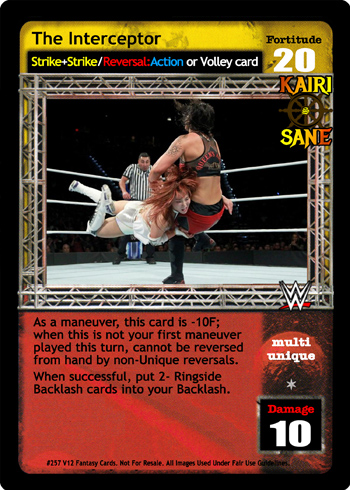 The Interceptor
Fortitude
20
Strike+Strike/Reversal:Action or Volley card
KAIRI
SANE
W
As a maneuver, this card is -10F;
when this is not your first maneuver
played this turn, cannot be reversed
from hand by non-Unique reversals.
When successful, put 2- Ringside
Backlash cards into your Backlash.
multi
unique
Damage
10
#257 V12 Fantasy Cards. Not For Resale. All Images Used Under Fair Use Guidelines.